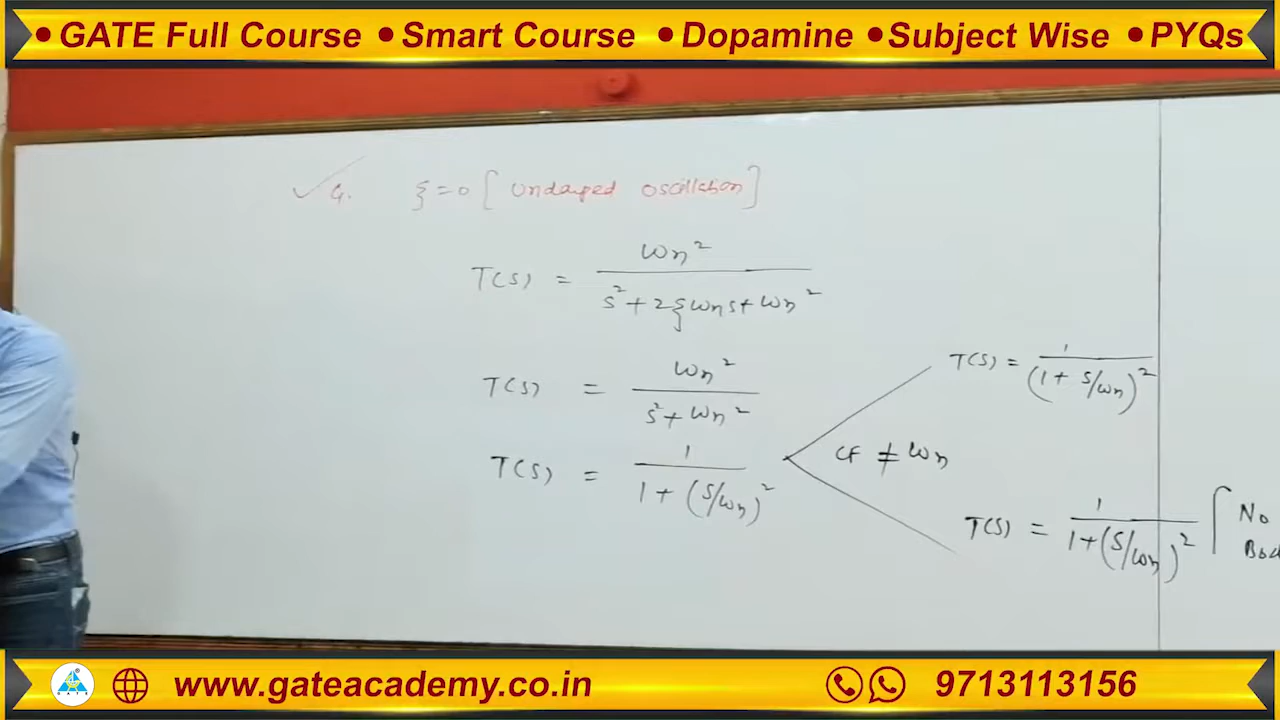 •GATE Full Course •Smart Course •Dopamine •Subject Wise •PYQs
✓ 4. ξ=0 [undamped oscillation]
T(s) = ωn² / (s²+2ξωns+ωn²)
T(s) = ωn² / (s²+ωn²)
T(s) = 1 / (1+(s/ωn)²)
T(s) = 1 / (1+s/ωn)²
CF ≠ ωn
T(s) = 1 / (1+(s/ωn)²) [No
GATE
www.gateacademy.co.in
9713113156